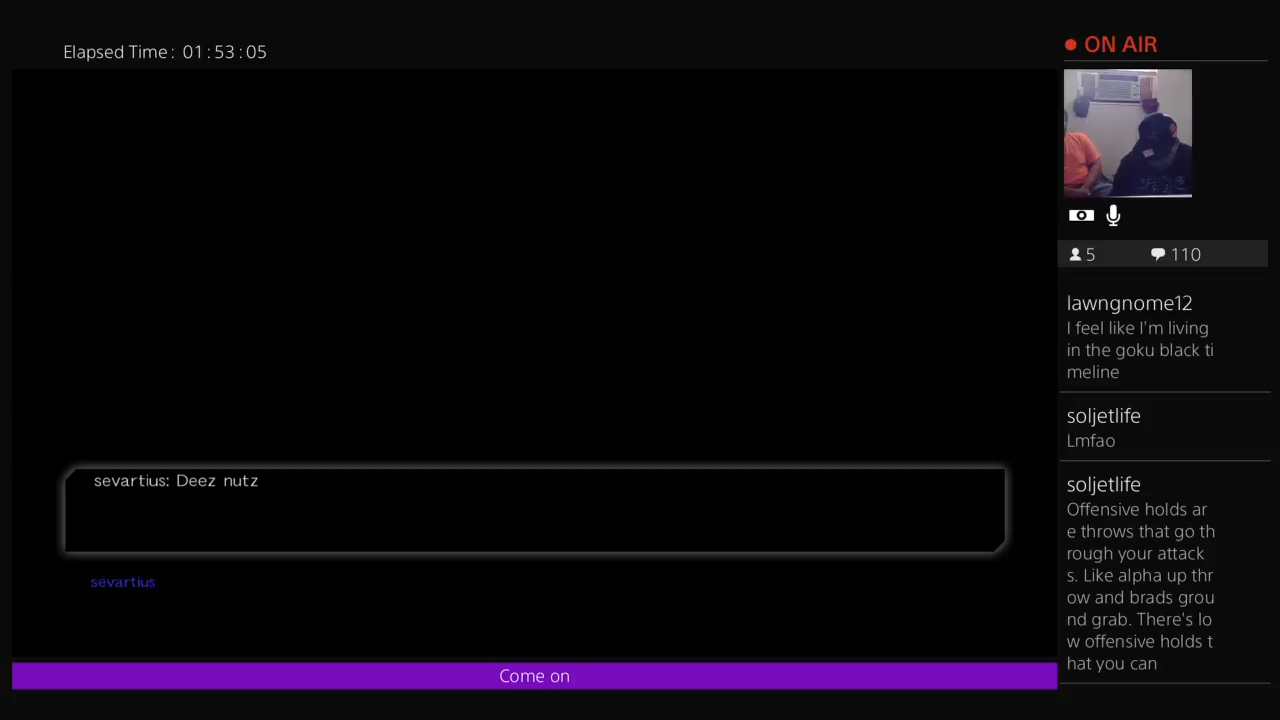 Elapsed Time: 01:53:05
ON AIR
5 110
lawngnome12
I feel like I'm living
in the goku black ti
meline
soljetlife
Lmfao
soljetlife
Offensive holds ar
e throws that go th
rough your attack
s. Like alpha up thr
ow and brads grou
nd grab. There's lo
w offensive holds t
hat you can
sevartius: Deez nutz
sevartius
Come on